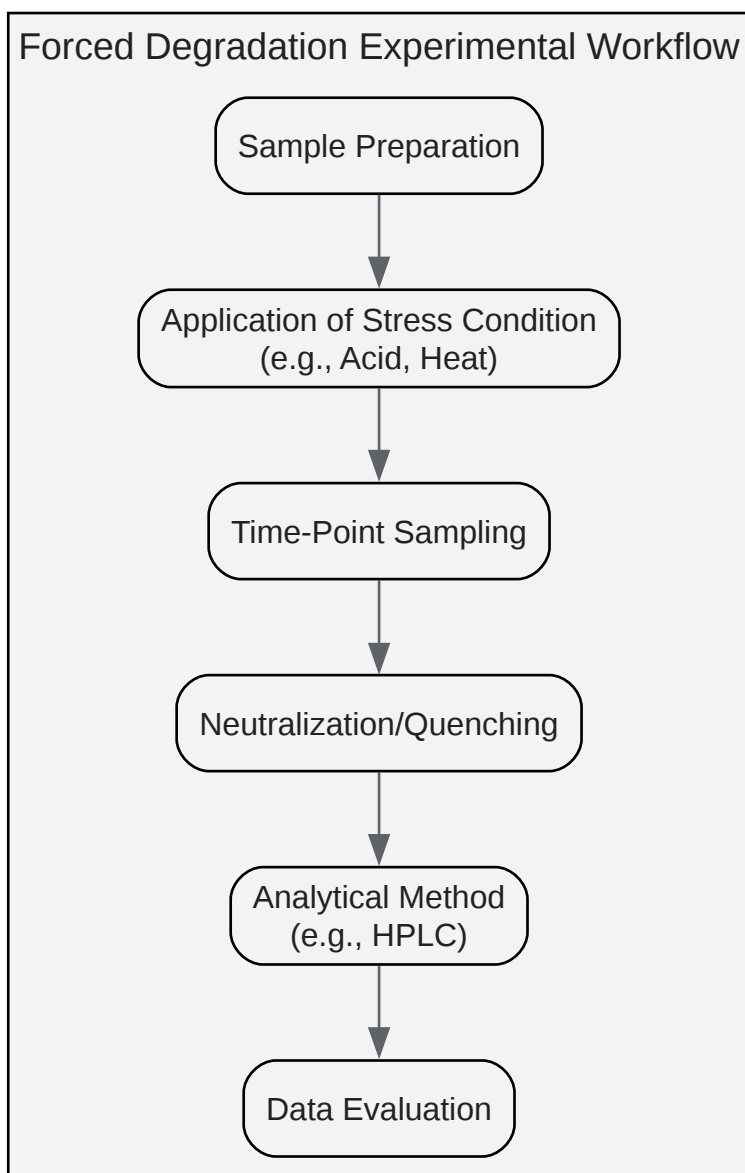 Forced Degradation Experimental Workflow
Sample Preparation
Application of Stress Condition
(e.g., Acid, Heat)
Time-Point Sampling
Neutralization/Quenching
Analytical Method
(e.g., HPLC)
Data Evaluation